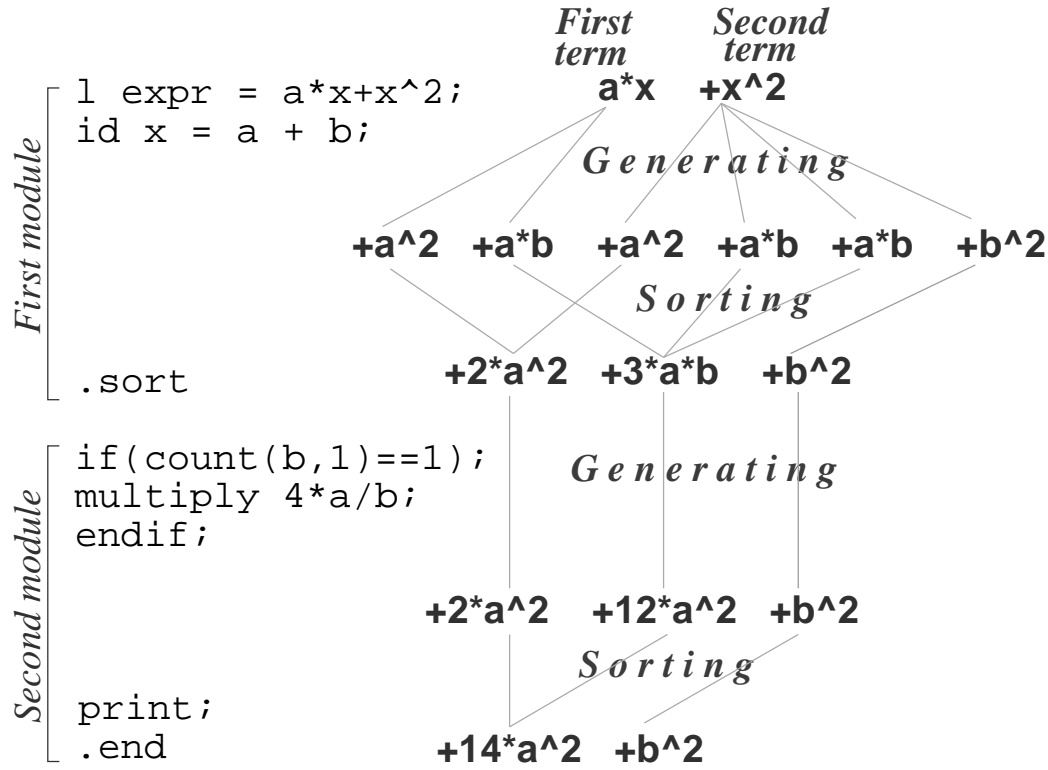 First Second
term term
l expr = a*x+x^2; a*x +x^2
id x = a + b;
Generating
First module
+a^2 +a*b +a^2 +a*b +a*b +b^2
Sorting
.sort +2*a^2 +3*a*b +b^2
if(count(b,1)==1);
Generating
multiply 4*a/b;
endif;
Second module
+2*a^2 +12*a^2 +b^2
Sorting
print;
.end +14*a^2 +b^2